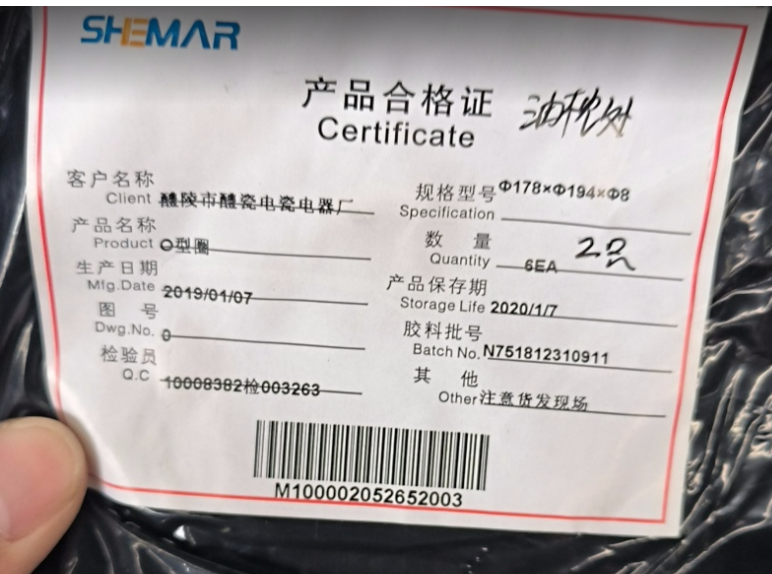 SHEMAR
产品合格证
Certificate
客户名称
Client 醴陵市醴瓷电瓷电器厂
规格型号 Φ178×Φ194×Φ8
Specification
产品名称
Product O型圈
数 量 2只
Quantity 6EA
生产日期
Mfg.Date 2019/01/07
产品保存期
Storage Life 2020/1/7
图 号
Dwg.No. 0
胶料批号
Batch No. N751812310911
检验员
Q.C 10008382检003263
其 他
Other 注意货发现场
M100002052652003